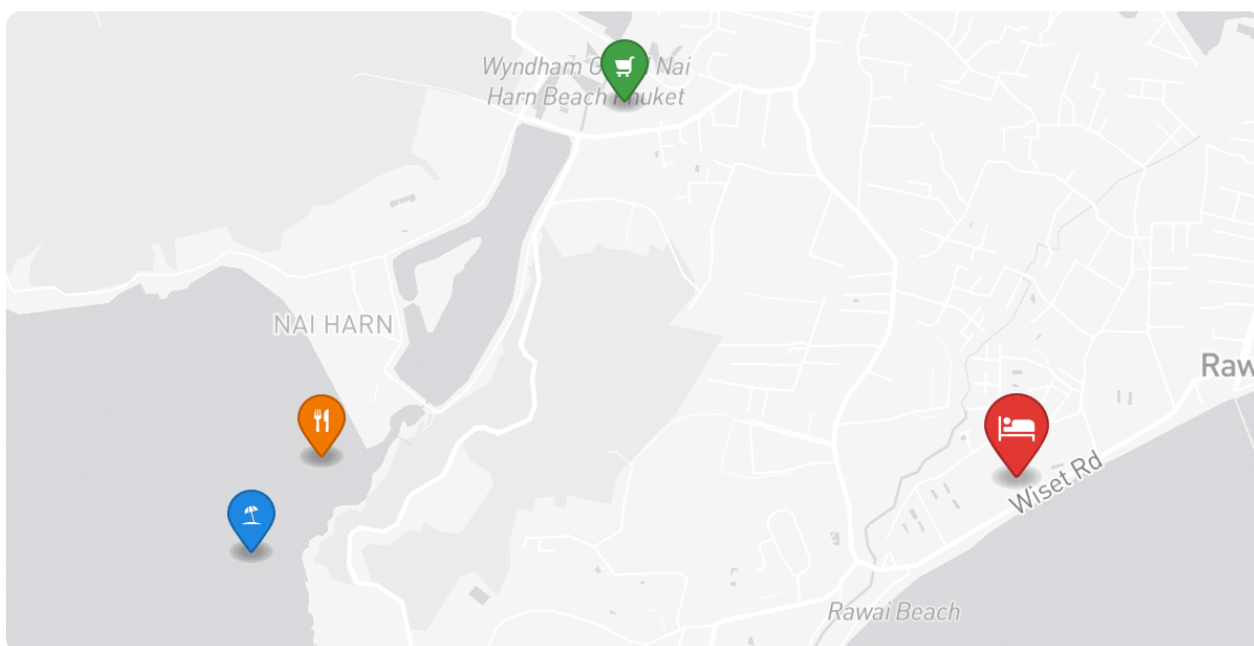 Wyndham G
d Nai
Harn Beach Phuket
NAI HARN
Raw
Wiset Rd
Rawai Beach